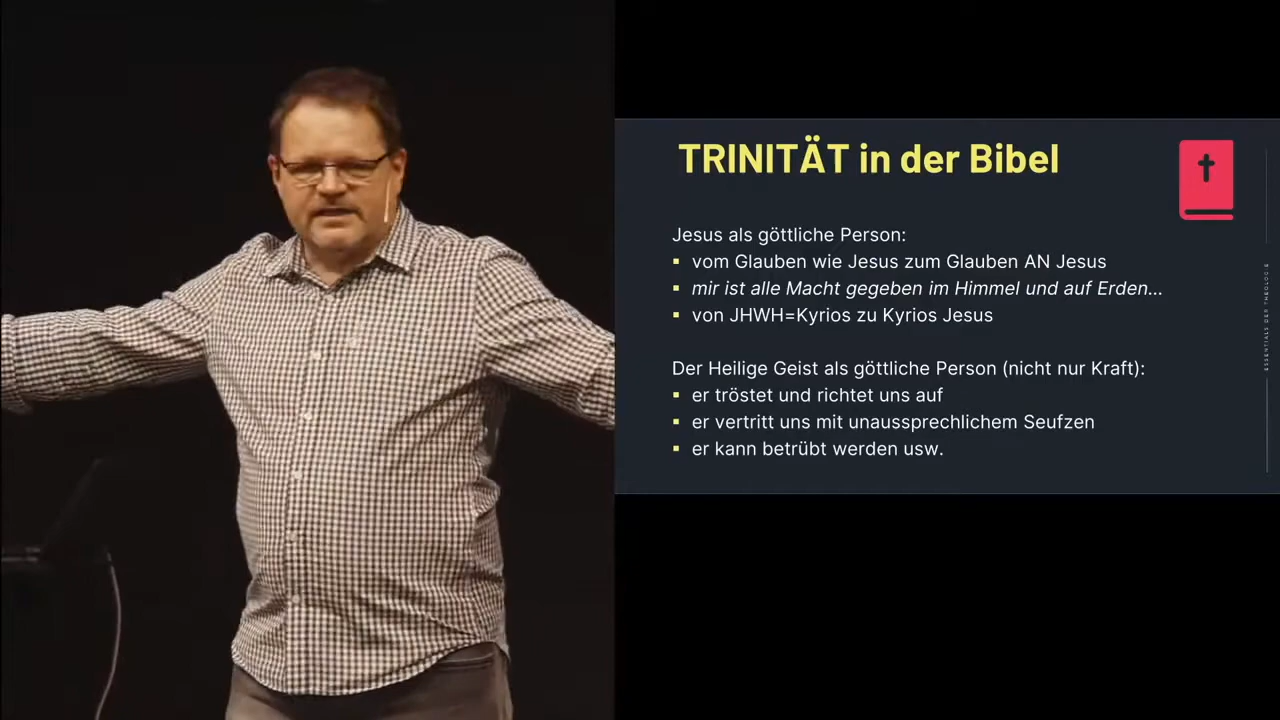 TRINITÄT in der Bibel
Jesus als göttliche Person:
▪ vom Glauben wie Jesus zum Glauben AN Jesus
▪ mir ist alle Macht gegeben im Himmel und auf Erden...
▪ von JHWH=Kyrios zu Kyrios Jesus
Der Heilige Geist als göttliche Person (nicht nur Kraft):
▪ er tröstet und richtet uns auf
▪ er vertritt uns mit unaussprechlichem Seufzen
▪ er kann betrübt werden usw.
ESSENTIALS DER THEOLOGIE